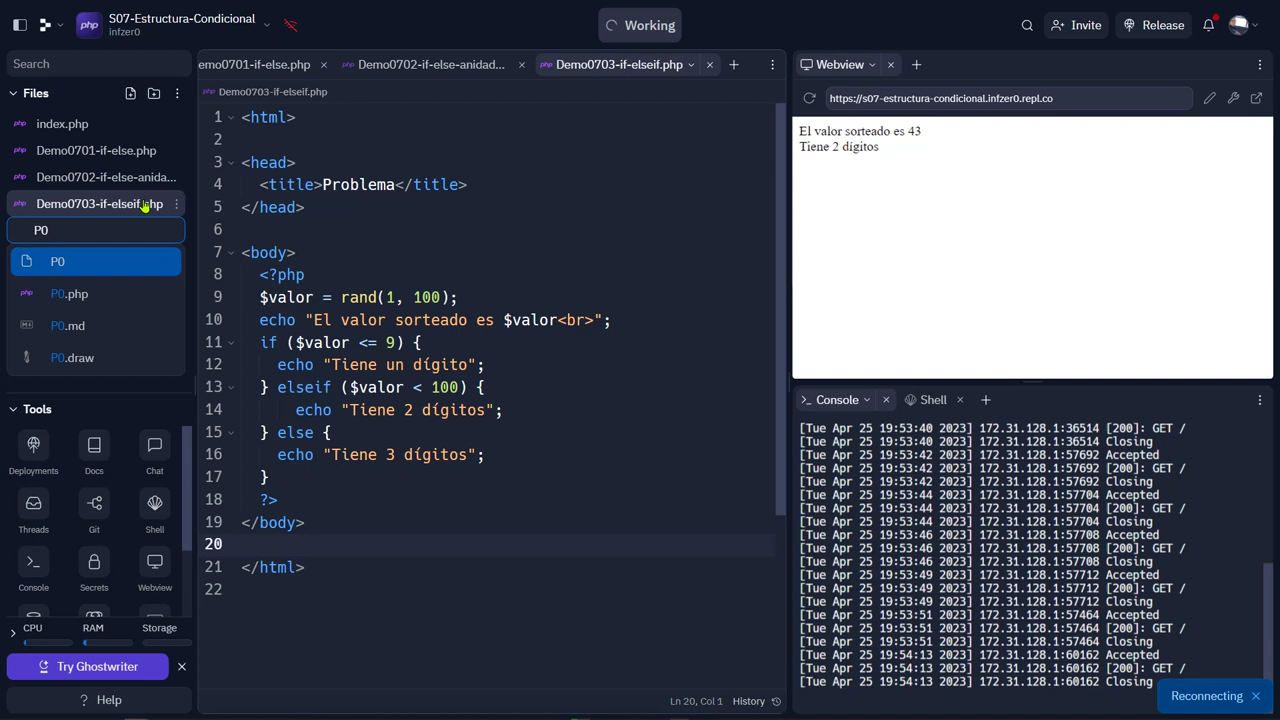 S07-Estructura-Condicional
infzer0
Working
Invite
Release
Search
Files
index.php
Demo0701-if-else.php
Demo0702-if-else-anida...
Demo0703-if-elseif.php
P0
P0
P0.php
P0.md
P0.draw
Tools
Deployments
Docs
Chat
Threads
Git
Shell
Console
Secrets
Webview
CPU
RAM
Storage
Try Ghostwriter
Help
emo0701-if-else.php
Demo0702-if-else-anidad...
Demo0703-if-elseif.php
Demo0703-if-elseif.php
1 <html>
2
3 <head>
4 <title>Problema</title>
5 </head>
6
7 <body>
8 <?php
9 $valor = rand(1, 100);
10 echo "El valor sorteado es $valor<br>";
11 if ($valor <= 9) {
12 echo "Tiene un dígito";
13 } elseif ($valor < 100) {
14 echo "Tiene 2 dígitos";
15 } else {
16 echo "Tiene 3 dígitos";
17 }
18 ?>
19 </body>
20
21 </html>
22
Ln 20, Col 1 History
Webview
https://s07-estructura-condicional.infzer0.repl.co
El valor sorteado es 43
Tiene 2 dígitos
Console
Shell
[Tue Apr 25 19:53:40 2023] 172.31.128.1:36514 [200]: GET /
[Tue Apr 25 19:53:40 2023] 172.31.128.1:36514 Closing
[Tue Apr 25 19:53:42 2023] 172.31.128.1:57692 Accepted
[Tue Apr 25 19:53:42 2023] 172.31.128.1:57692 [200]: GET /
[Tue Apr 25 19:53:42 2023] 172.31.128.1:57692 Closing
[Tue Apr 25 19:53:44 2023] 172.31.128.1:57704 Accepted
[Tue Apr 25 19:53:44 2023] 172.31.128.1:57704 [200]: GET /
[Tue Apr 25 19:53:44 2023] 172.31.128.1:57704 Closing
[Tue Apr 25 19:53:46 2023] 172.31.128.1:57708 Accepted
[Tue Apr 25 19:53:46 2023] 172.31.128.1:57708 [200]: GET /
[Tue Apr 25 19:53:46 2023] 172.31.128.1:57708 Closing
[Tue Apr 25 19:53:49 2023] 172.31.128.1:57712 Accepted
[Tue Apr 25 19:53:49 2023] 172.31.128.1:57712 [200]: GET /
[Tue Apr 25 19:53:49 2023] 172.31.128.1:57712 Closing
[Tue Apr 25 19:53:51 2023] 172.31.128.1:57464 Accepted
[Tue Apr 25 19:53:51 2023] 172.31.128.1:57464 [200]: GET /
[Tue Apr 25 19:53:51 2023] 172.31.128.1:57464 Closing
[Tue Apr 25 19:54:13 2023] 172.31.128.1:60162 Accepted
[Tue Apr 25 19:54:13 2023] 172.31.128.1:60162 [200]: GET /
[Tue Apr 25 19:54:13 2023] 172.31.128.1:60162 Closing
Reconnecting